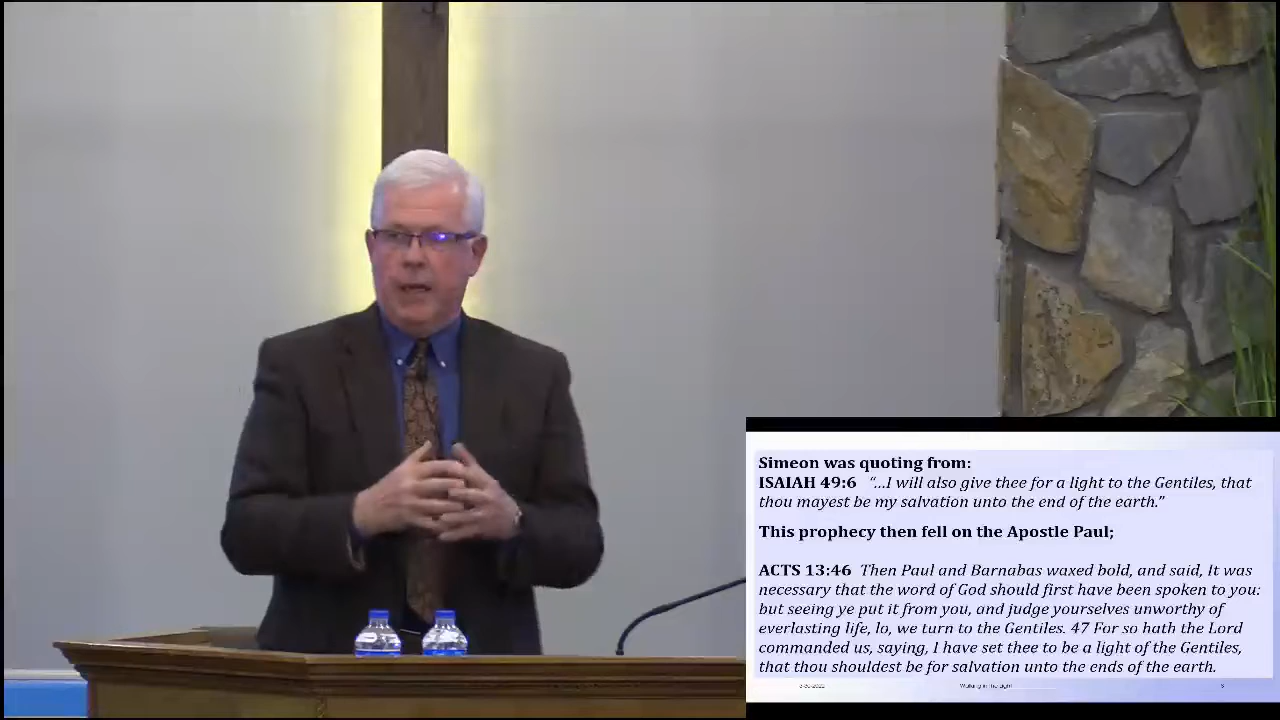 Simeon was quoting from:
ISAIAH 49:6 “...I will also give thee for a light to the Gentiles, that
thou mayest be my salvation unto the end of the earth.”
This prophecy then fell on the Apostle Paul;
ACTS 13:46 Then Paul and Barnabas waxed bold, and said, It was
necessary that the word of God should first have been spoken to you:
but seeing ye put it from you, and judge yourselves unworthy of
everlasting life, lo, we turn to the Gentiles. 47 For so hath the Lord
commanded us, saying, I have set thee to be a light of the Gentiles,
that thou shouldest be for salvation unto the ends of the earth.
Walking in The Light